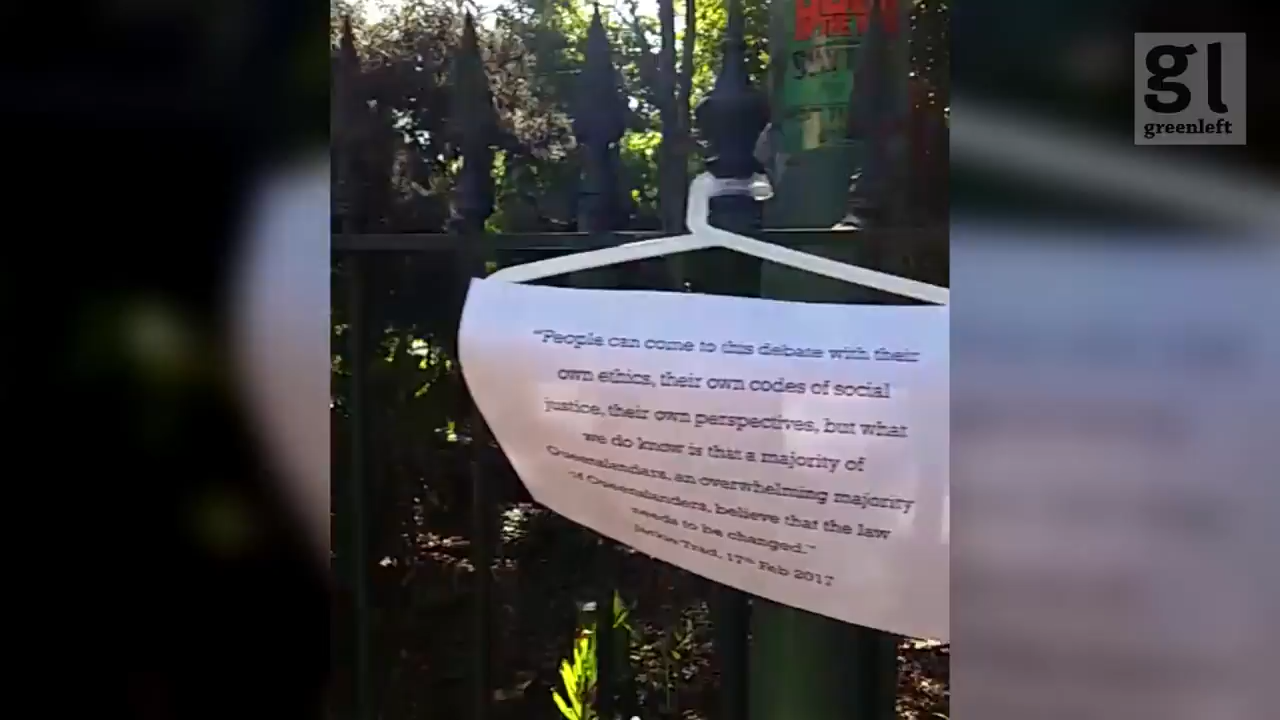 gl
greenleft
"People can come to this debate with their
own ethics, their own codes of social
justice, their own perspectives, but what
we do know is that a majority of
Queenslanders, an overwhelming majority
of Queenslanders, believe that the law
needs to be changed."
Jackie Trad, 17th Feb 2017